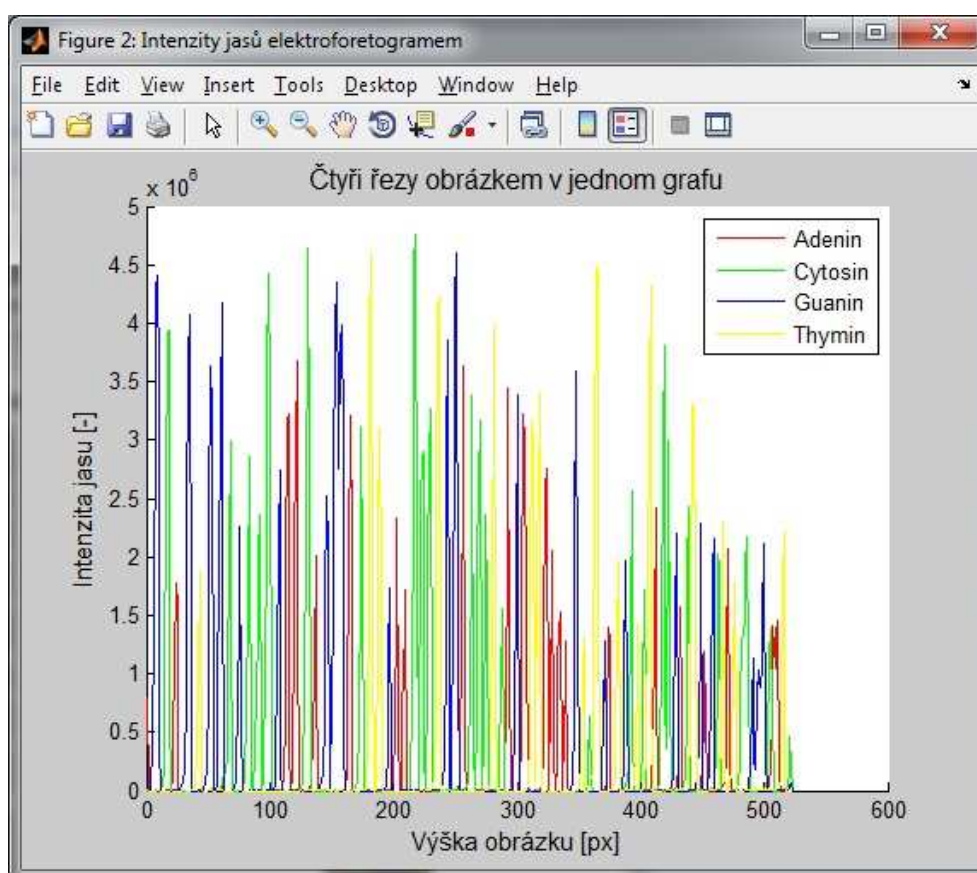 Figure 2: Intenzity jasů elektroforetogramem
File Edit View Insert Tools Desktop Window Help
Čtyři řezy obrázkem v jednom grafu
x 10^6
5
4.5
4
3.5
3
2.5
2
1.5
1
0.5
0
Intenzita jasu [-]
Adenin
Cytosin
Guanin
Thymin
0 100 200 300 400 500 600
Výška obrázku [px]